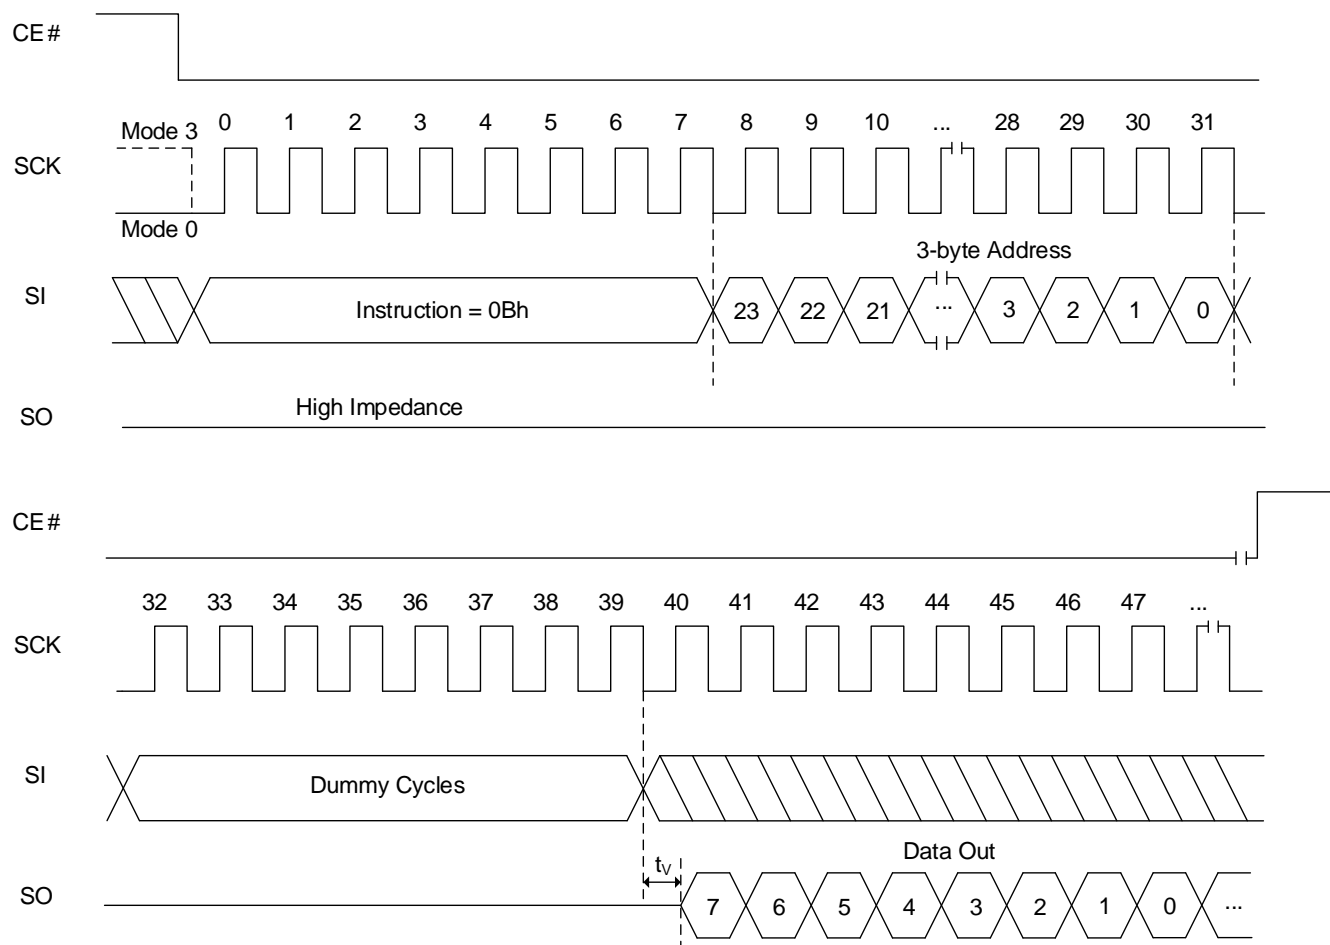 CE#
Mode 3 0 1 2 3 4 5 6 7 8 9 10 ... 28 29 30 31
SCK
Mode 0
3-byte Address
SI Instruction = 0Bh 23 22 21 ... 3 2 1 0
High Impedance
SO
CE#
32 33 34 35 36 37 38 39 40 41 42 43 44 45 46 47 ...
SCK
SI Dummy Cycles
Data Out
tV
SO 7 6 5 4 3 2 1 0 ...